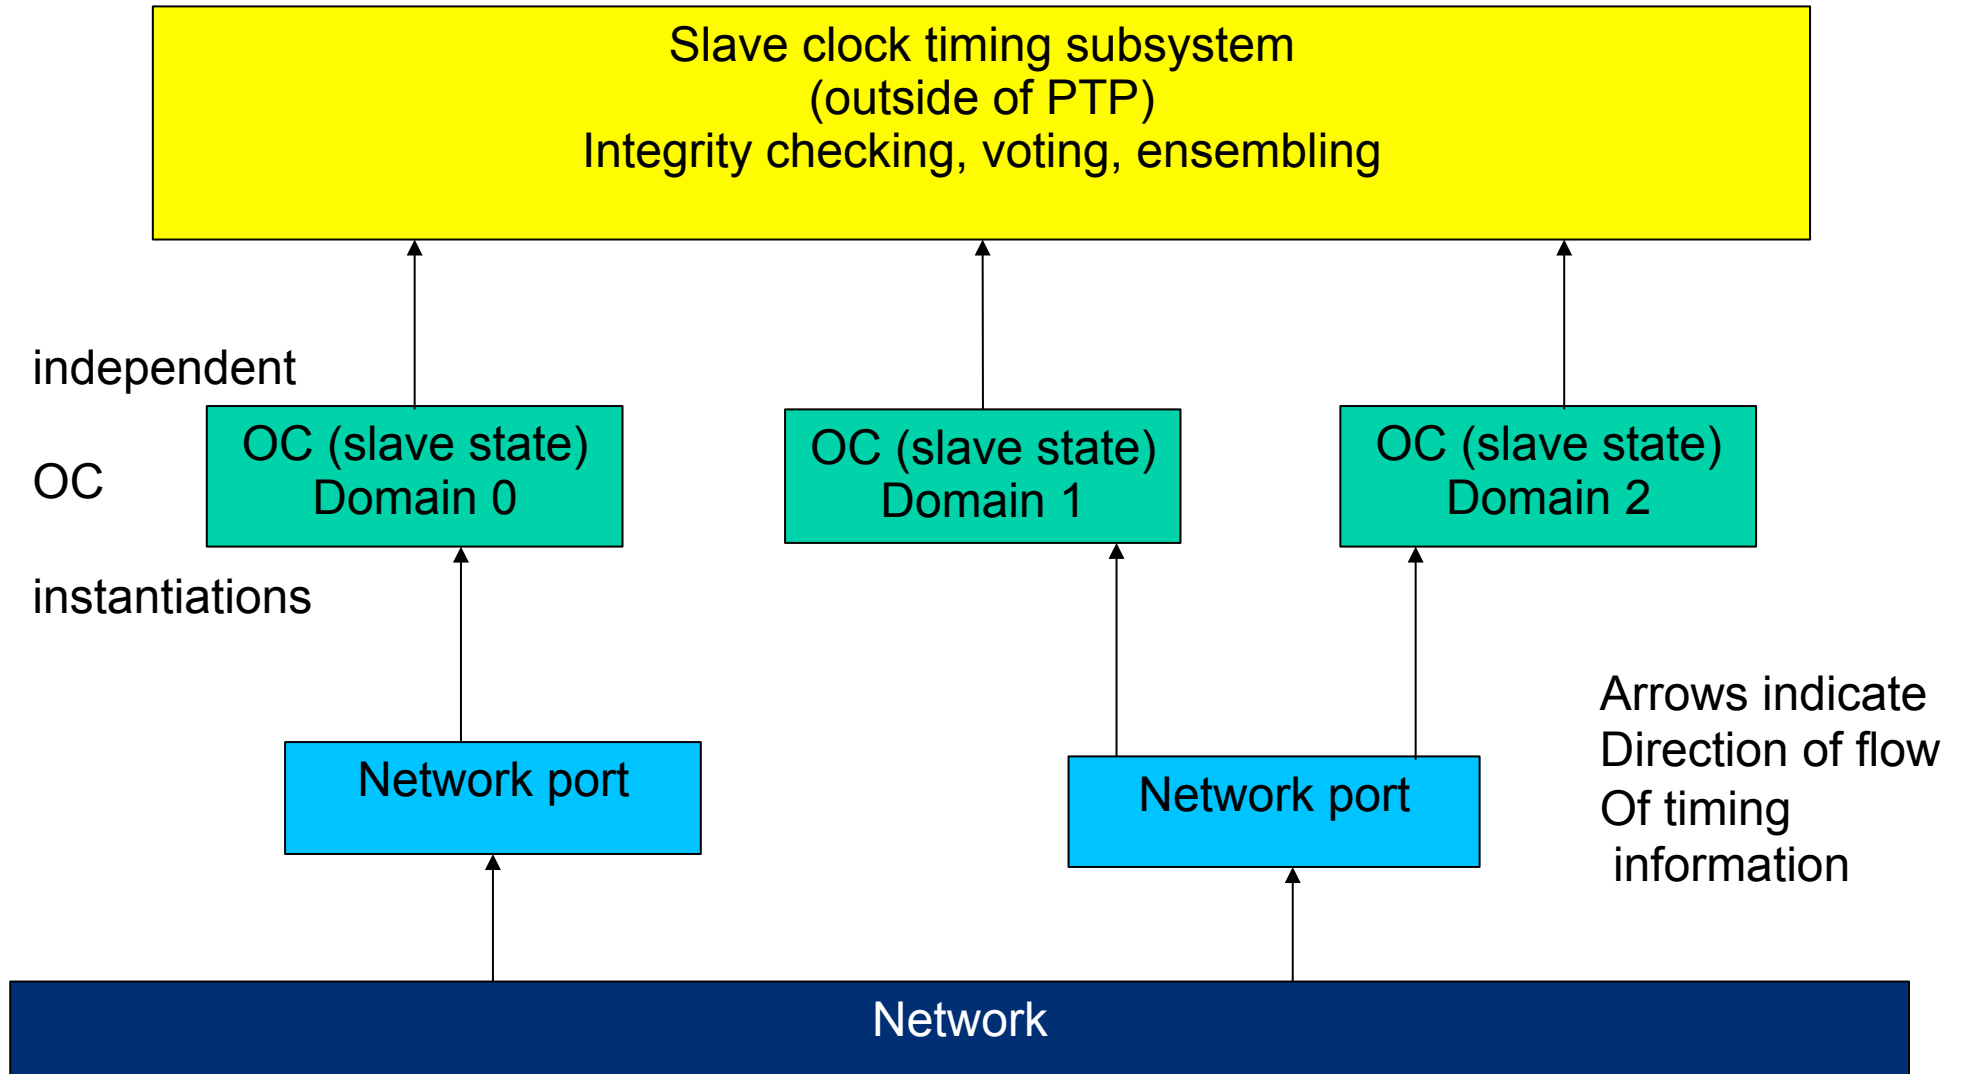 Slave clock timing subsystem
(outside of PTP)
Integrity checking, voting, ensembling
independent
OC
instantiations
OC (slave state)
Domain 0
OC (slave state)
Domain 1
OC (slave state)
Domain 2
Network port
Network port
Arrows indicate
Direction of flow
Of timing
information
Network